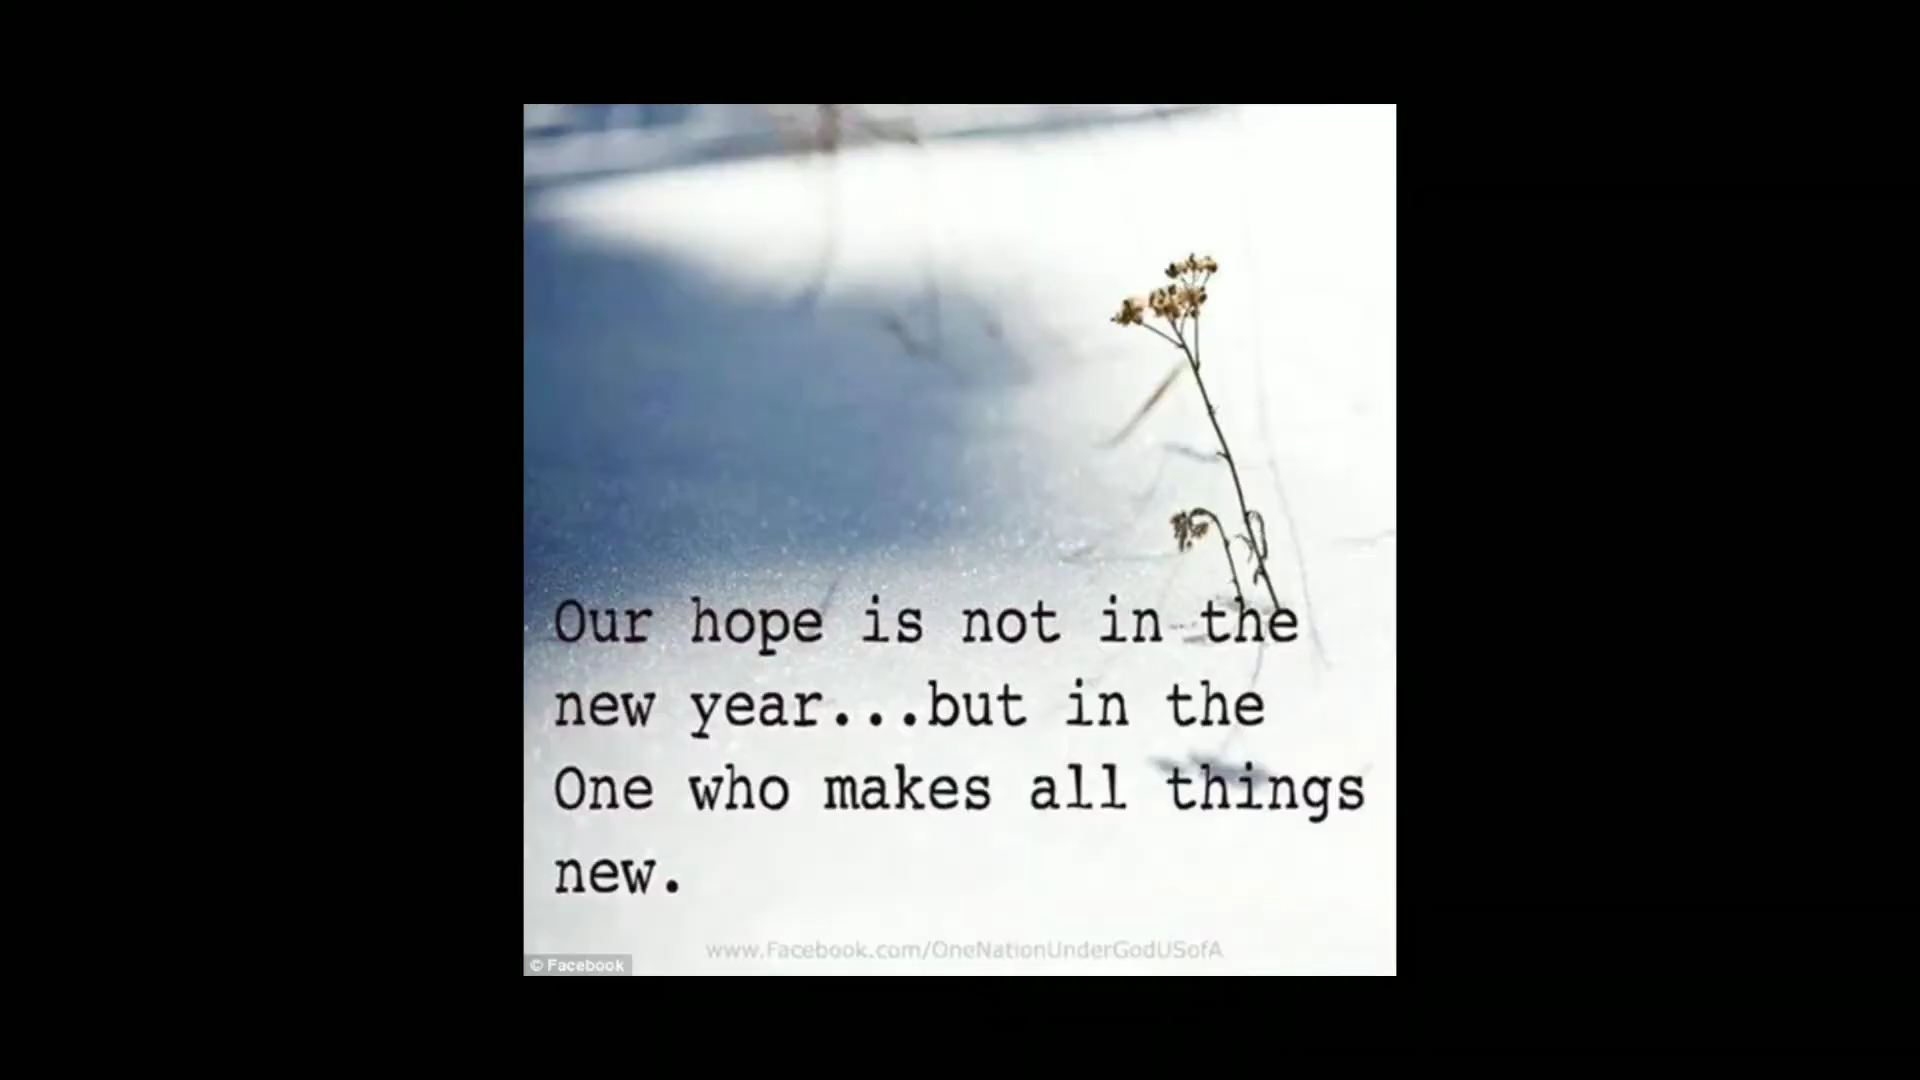 Our hope is not in the
new year...but in the
One who makes all things
new.
www.Facebook.com/OneNationUnderGodUSofA
© Facebook